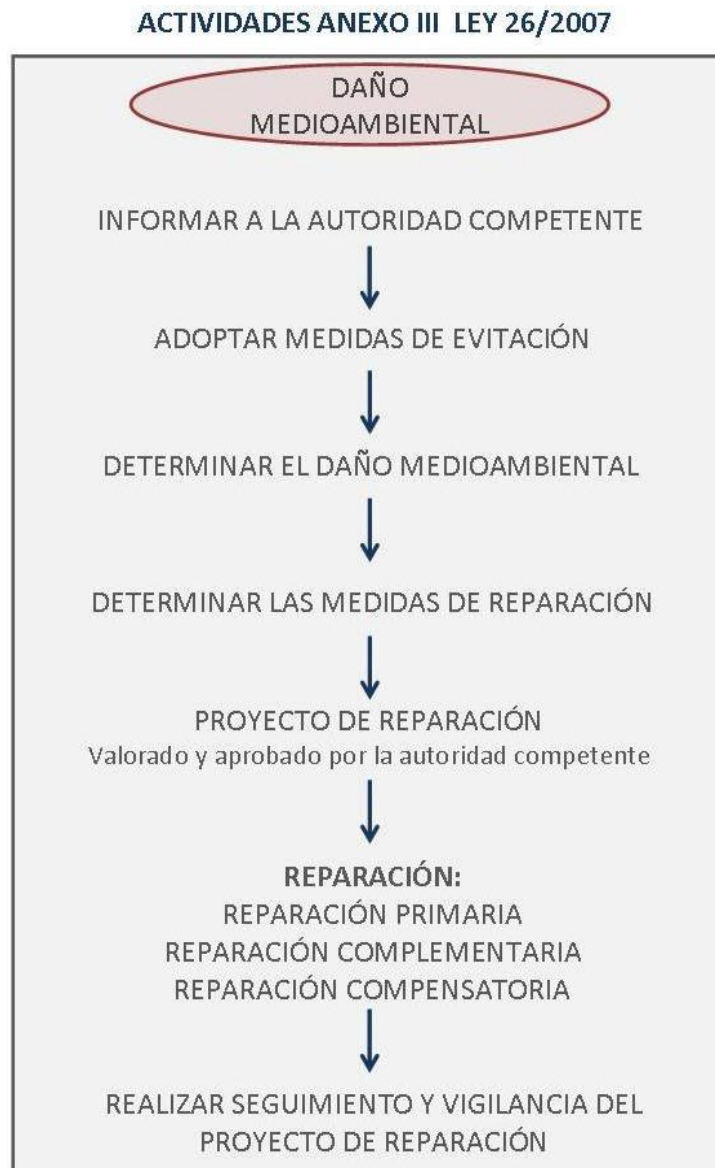 ACTIVIDADES ANEXO III LEY 26/2007
DAÑO
MEDIOAMBIENTAL
INFORMAR A LA AUTORIDAD COMPETENTE
ADOPTAR MEDIDAS DE EVITACIÓN
DETERMINAR EL DAÑO MEDIOAMBIENTAL
DETERMINAR LAS MEDIDAS DE REPARACIÓN
PROYECTO DE REPARACIÓN
Valorado y aprobado por la autoridad competente
REPARACIÓN:
REPARACIÓN PRIMARIA
REPARACIÓN COMPLEMENTARIA
REPARACIÓN COMPENSATORIA
REALIZAR SEGUIMIENTO Y VIGILANCIA DEL
PROYECTO DE REPARACIÓN